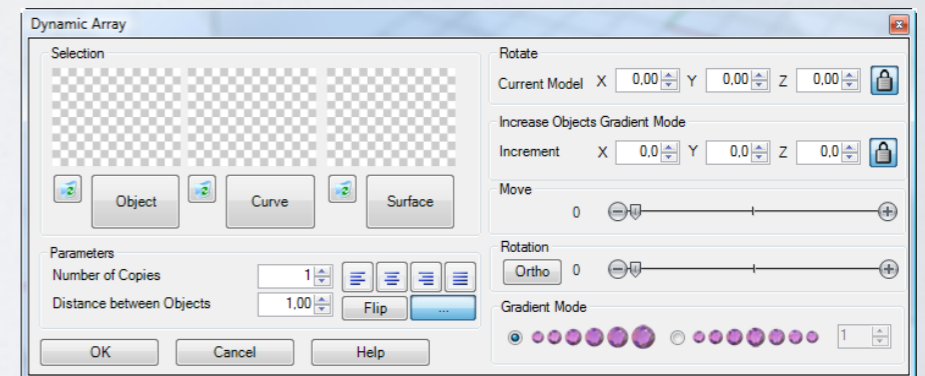 Dynamic Array
Selection
Object
Curve
Surface
Parameters
Number of Copies 1
Distance between Objects 1,00
Flip ...
OK Cancel Help
Rotate
Current Model X 0,00 Y 0,00 Z 0,00
Increase Objects Gradient Mode
Increment X 0,0 Y 0,0 Z 0,0
Move
0
Rotation
Ortho 0
Gradient Mode
1